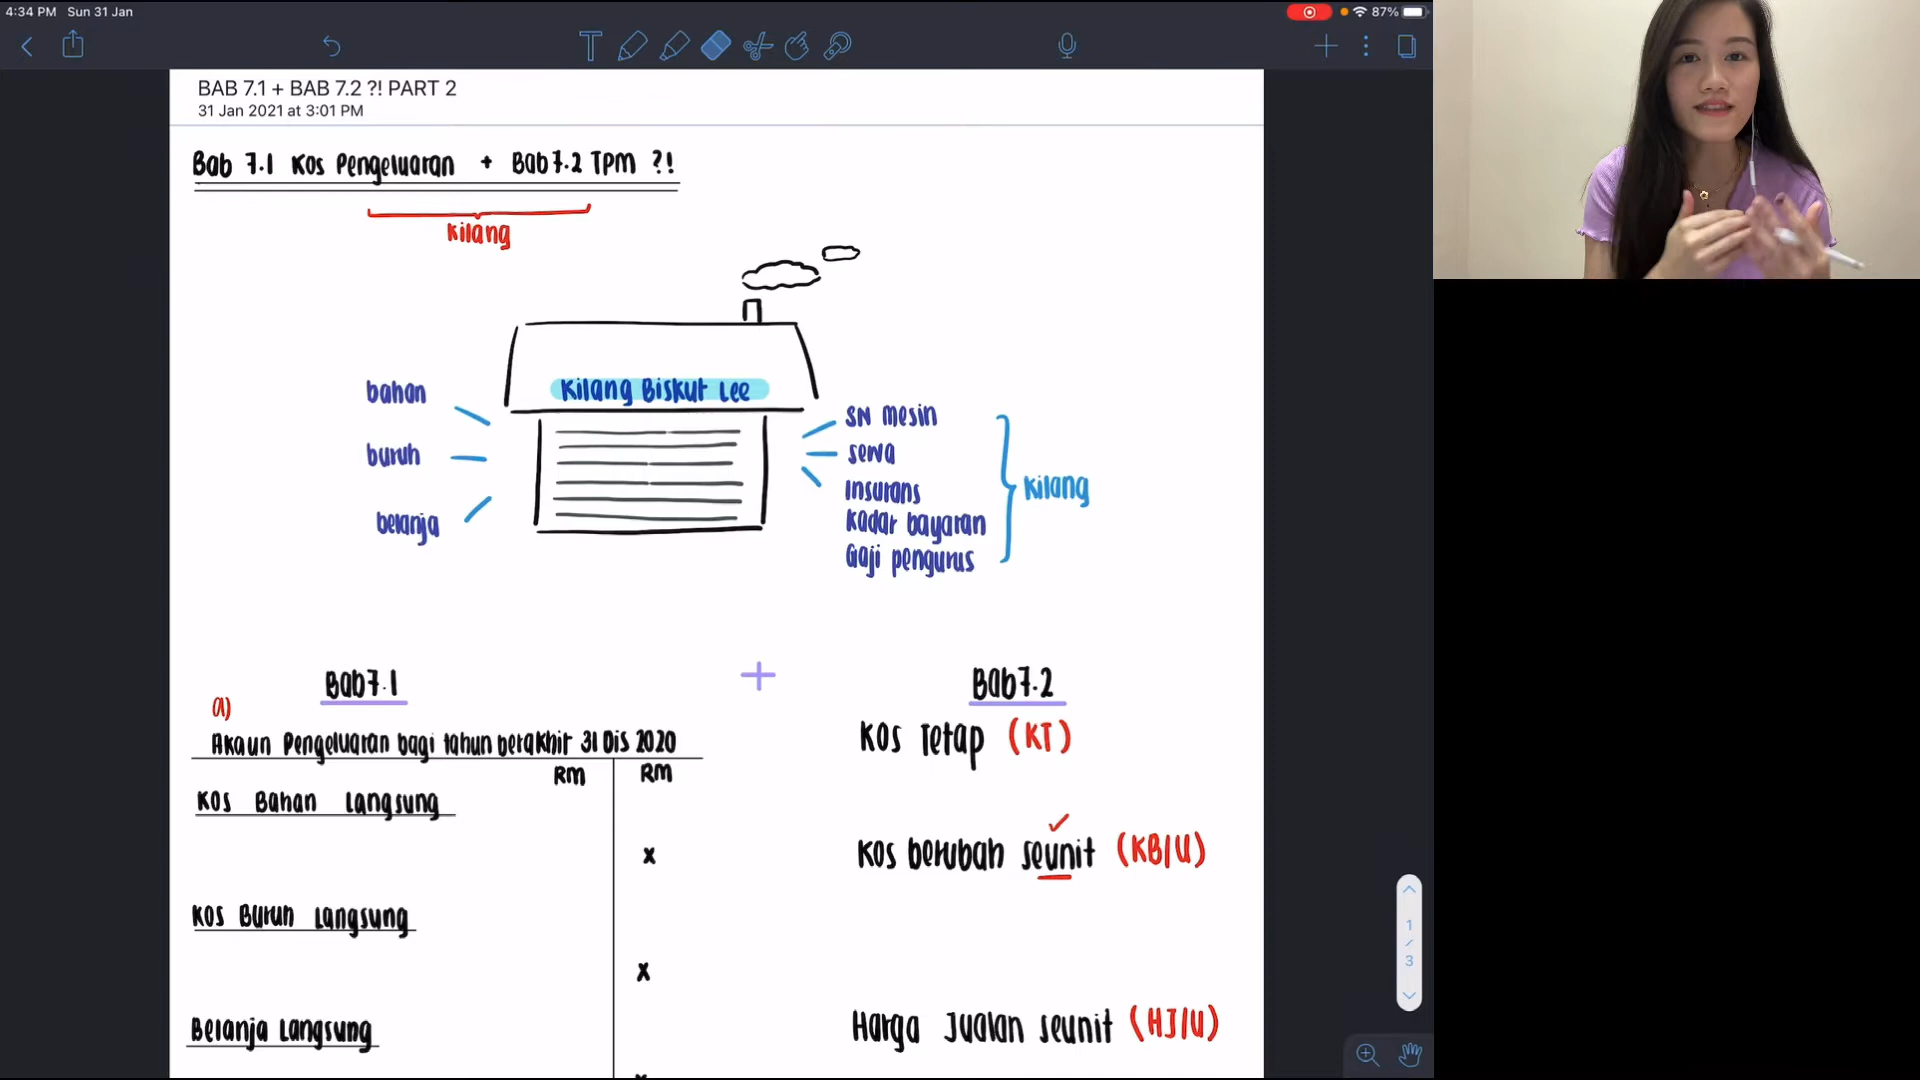 4:34 PM Sun 31 Jan
87%
BAB 7.1 + BAB 7.2 ?! PART 2
31 Jan 2021 at 3:01 PM
Bab 7.1 Kos Pengeluaran + Bab 7.2 TPM ?!
kilang
Kilang Biskut Lee
bahan
buruh
belanja
SN mesin
sewa
Insurans
Kadar bayaran
Gaji pengurus
kilang
Bab 7.1
+
Bab 7.2
a)
Akaun Pengeluaran bagi tahun berakhir 31 Dis 2020
RM RM
Kos Bahan Langsung
x
Kos Buruh Langsung
x
Belanja Langsung
Kos Tetap (KT)
Kos berubah seunit (KB/U)
Harga Jualan seunit (HJ/U)
1
/
3